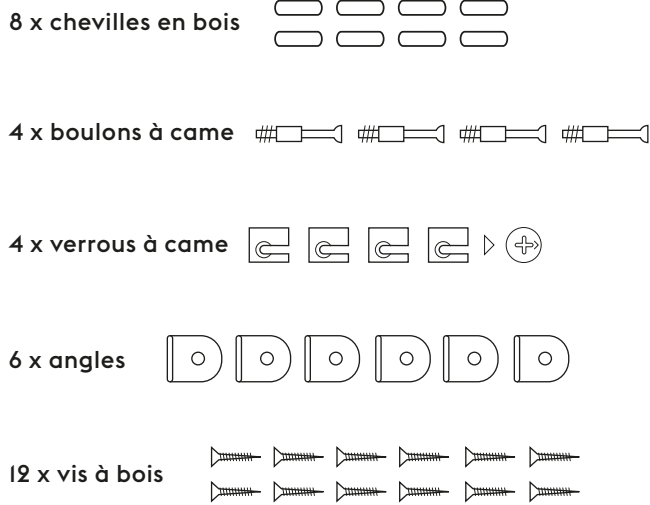 8 x chevilles en bois
4 x boulons à came
4 x verrous à came
6 x angles
12 x vis à bois